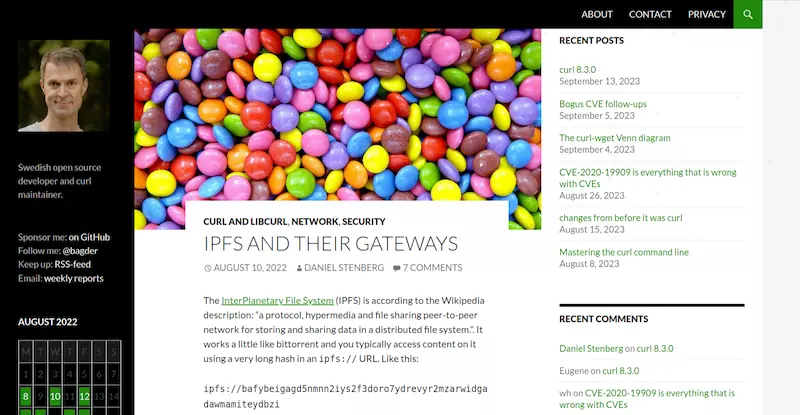 ABOUT CONTACT PRIVACY
Swedish open source
developer and curl
maintainer.
Sponsor me: on GitHub
Follow me: @bagder
Keep up: RSS-feed
Email: weekly reports
AUGUST 2022
M T W T F S S
1 2 3 4 5 6 7
8 9 10 11 12 13 14
CURL AND LIBCURL, NETWORK, SECURITY
IPFS AND THEIR GATEWAYS
AUGUST 10, 2022 DANIEL STENBERG 7 COMMENTS
The InterPlanetary File System (IPFS) is according to the Wikipedia
description: “a protocol, hypermedia and file sharing peer-to-peer
network for storing and sharing data in a distributed file system.”. It
works a little like bittorrent and you typically access content on it
using a very long hash in an ipfs:// URL. Like this:
ipfs://bafybeigagd5nmnn2iys2f3doro7ydrevyr2mzarwidga
dawmamiteydbzi
RECENT POSTS
curl 8.3.0
September 13, 2023
Bogus CVE follow-ups
September 5, 2023
The curl-wget Venn diagram
September 4, 2023
CVE-2020-19909 is everything that is wrong
with CVEs
August 26, 2023
changes from before it was curl
August 15, 2023
Mastering the curl command line
August 8, 2023
RECENT COMMENTS
Daniel Stenberg on curl 8.3.0
Eugene on curl 8.3.0
wh on CVE-2020-19909 is everything that is wrong
with CVEs